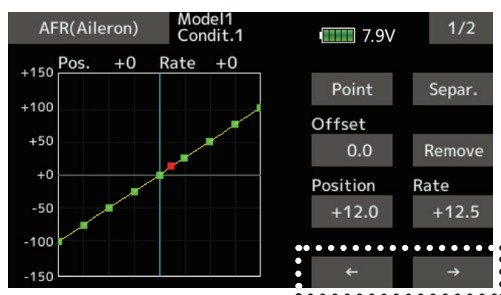 AFR(Aileron) Model1 Condit.1 7.9V 1/2
Pos. +0 Rate +0
+150
+100
+50
+0
-50
-100
-150
Point Separ.
Offset
0.0 Remove
Position Rate
+12.0 +12.5
← →